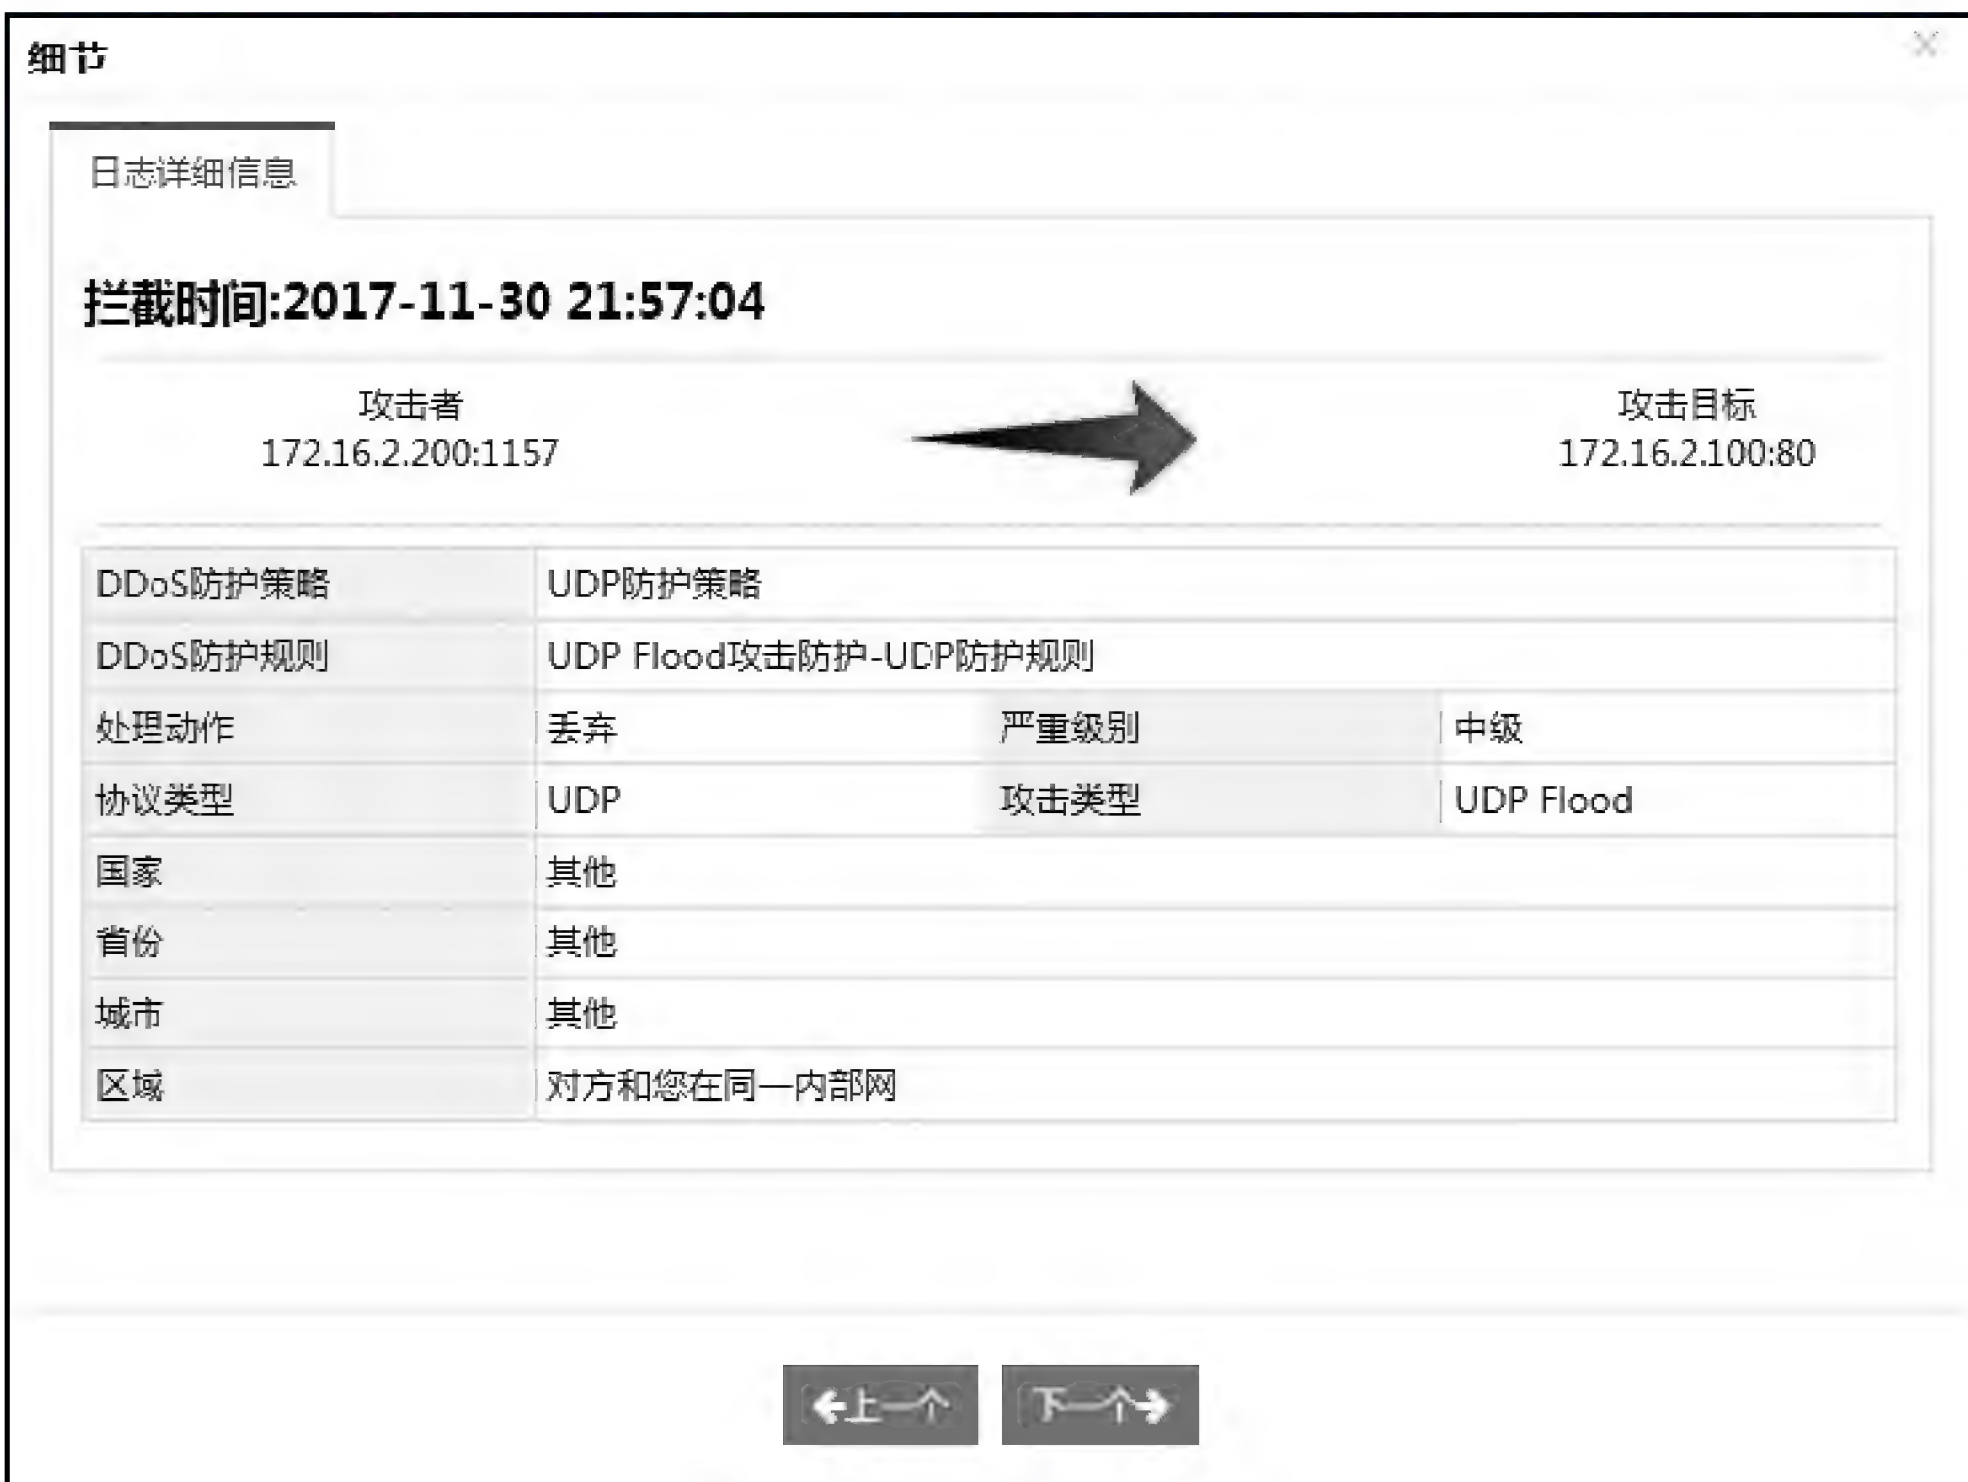 细节
日志详细信息
拦截时间:2017-11-30 21:57:04
攻击者 攻击目标
172.16.2.200:1157 172.16.2.100:80
DDoS防护策略 UDP防护策略
DDoS防护规则 UDP Flood攻击防护-UDP防护规则
处理动作 丢弃 严重级别 中级
协议类型 UDP 攻击类型 UDP Flood
国家 其他
省份 其他
城市 其他
区域 对方和您在同一内部网
上一个 下一个